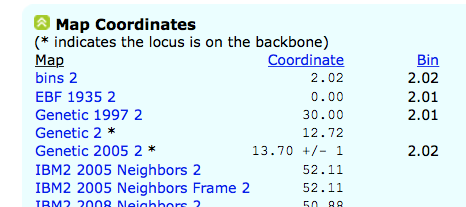 Map Coordinates
(* indicates the locus is on the backbone)
Map Coordinate Bin
bins 2 2.02 2.02
EBF 1935 2 0.00 2.01
Genetic 1997 2 30.00 2.01
Genetic 2 * 12.72
Genetic 2005 2 * 13.70 +/- 1 2.02
IBM2 2005 Neighbors 2 52.11
IBM2 2005 Neighbors Frame 2 52.11
IBM2 2008 Neighbors 2 50.88